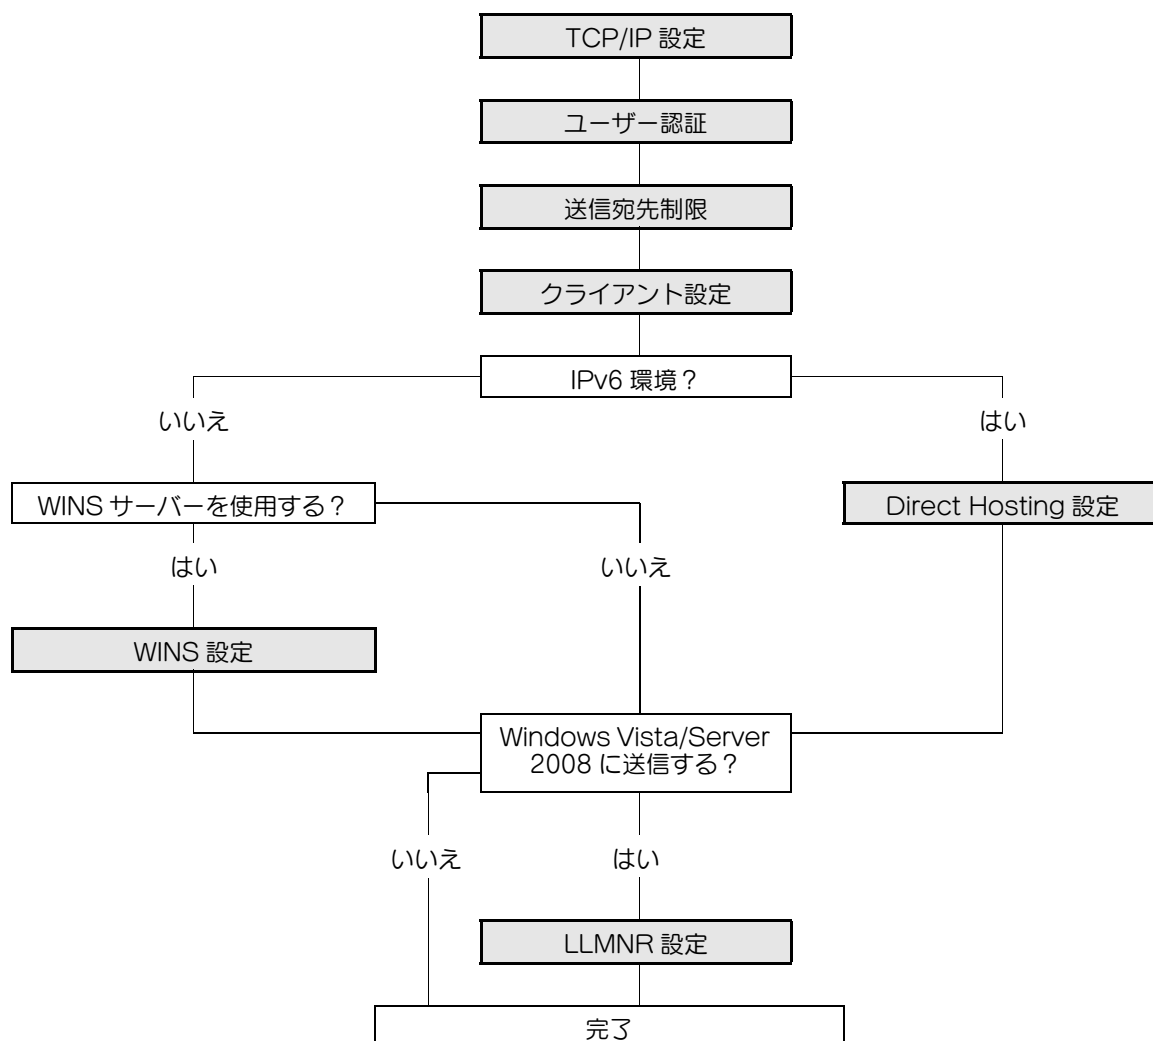 TCP/IP 設定
ユーザー認証
送信宛先制限
クライアント設定
IPv6 環境？
いいえ
はい
WINS サーバーを使用する？
Direct Hosting 設定
はい
いいえ
WINS 設定
Windows Vista/Server
2008 に送信する？
いいえ
はい
LLMNR 設定
完了